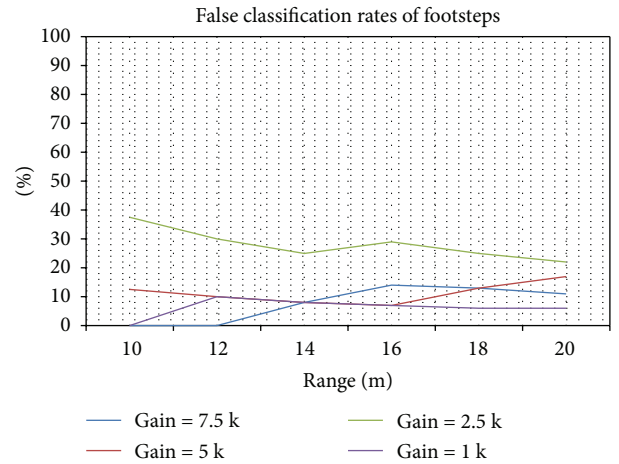 False classification rates of footsteps
100
90
80
70
60
50
40
30
20
10
0
(%)
10 12 14 16 18 20
Range (m)
Gain = 7.5 k
Gain = 2.5 k
Gain = 5 k
Gain = 1 k